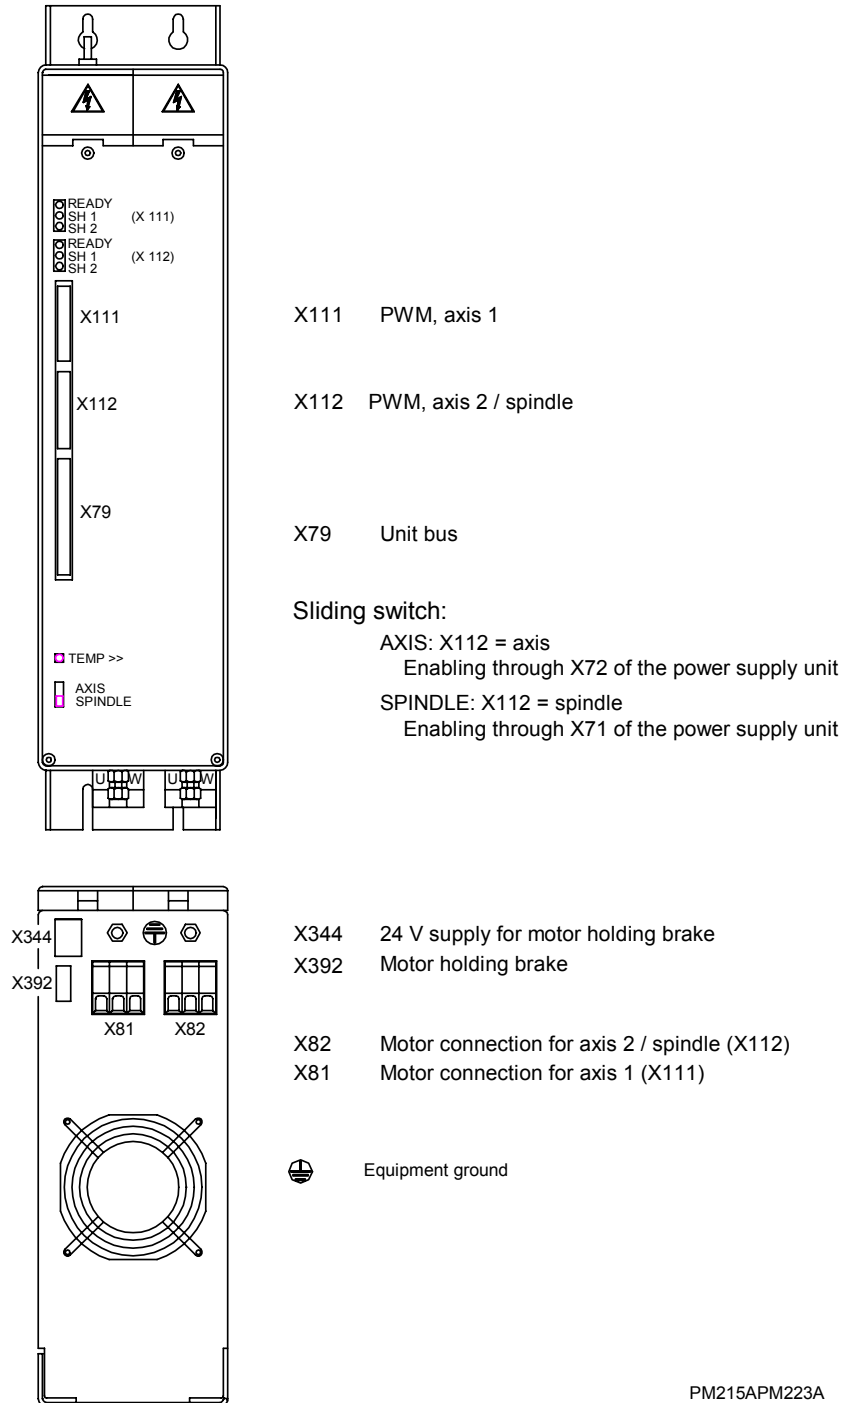 READY
SH 1 (X 111)
SH 2
READY
SH 1 (X 112)
SH 2
X111 X111 PWM, axis 1
X112 X112 PWM, axis 2 / spindle
X79
X79 Unit bus
Sliding switch:
AXIS: X112 = axis
TEMP >> Enabling through X72 of the power supply unit
AXIS
SPINDLE SPINDLE: X112 = spindle
Enabling through X71 of the power supply unit
U W U W
X344 X344 24 V supply for motor holding brake
X392 X392 Motor holding brake
X81 X82
X82 Motor connection for axis 2 / spindle (X112)
X81 Motor connection for axis 1 (X111)
Equipment ground
PM215APM223A